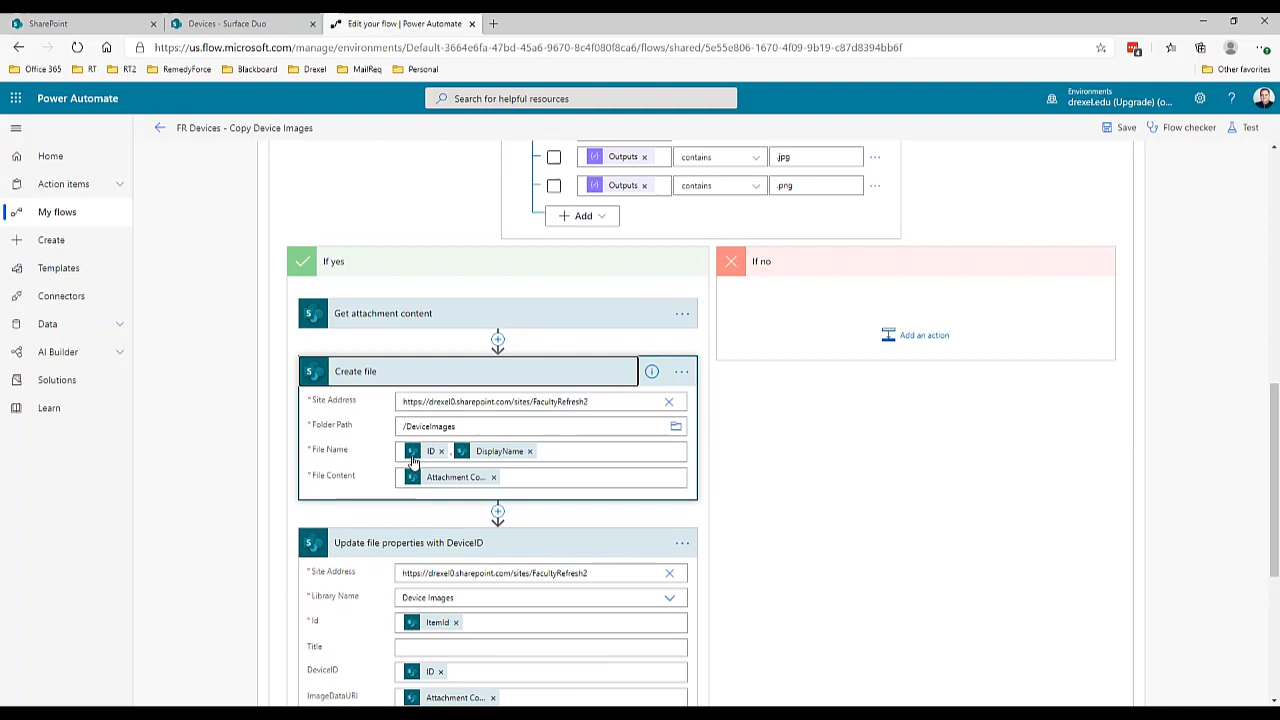 SharePoint
Devices - Surface Duo
Edit your flow | Power Automate
https://us.flow.microsoft.com/manage/environments/Default-3664e6fa-47bd-45a6-9670-8c4f080f8ca6/flows/shared/5e55e806-1670-4f09-9b19-c87d8394bb6f
Office 365
RT
RT2
RemedyForce
Blackboard
Drexel
MailReq
Personal
Other favorites
Power Automate
Search for helpful resources
Environments
drexel.edu (Upgrade) (o...
FR Devices - Copy Device Images
Save
Flow checker
Test
Home
Action items
My flows
Create
Templates
Connectors
Data
AI Builder
Solutions
Learn
Outputs × contains .jpg ...
Outputs × contains .png ...
+ Add
If yes
If no
Get attachment content ...
Add an action
Create file ...
* Site Address https://drexel0.sharepoint.com/sites/FacultyRefresh2
* Folder Path /DeviceImages
* File Name ID × . DisplayName ×
* File Content Attachment Co... ×
Update file properties with DeviceID ...
* Site Address https://drexel0.sharepoint.com/sites/FacultyRefresh2
* Library Name Device Images
* Id ItemId ×
Title
DeviceID ID ×
ImageDataURI Attachment Co... ×